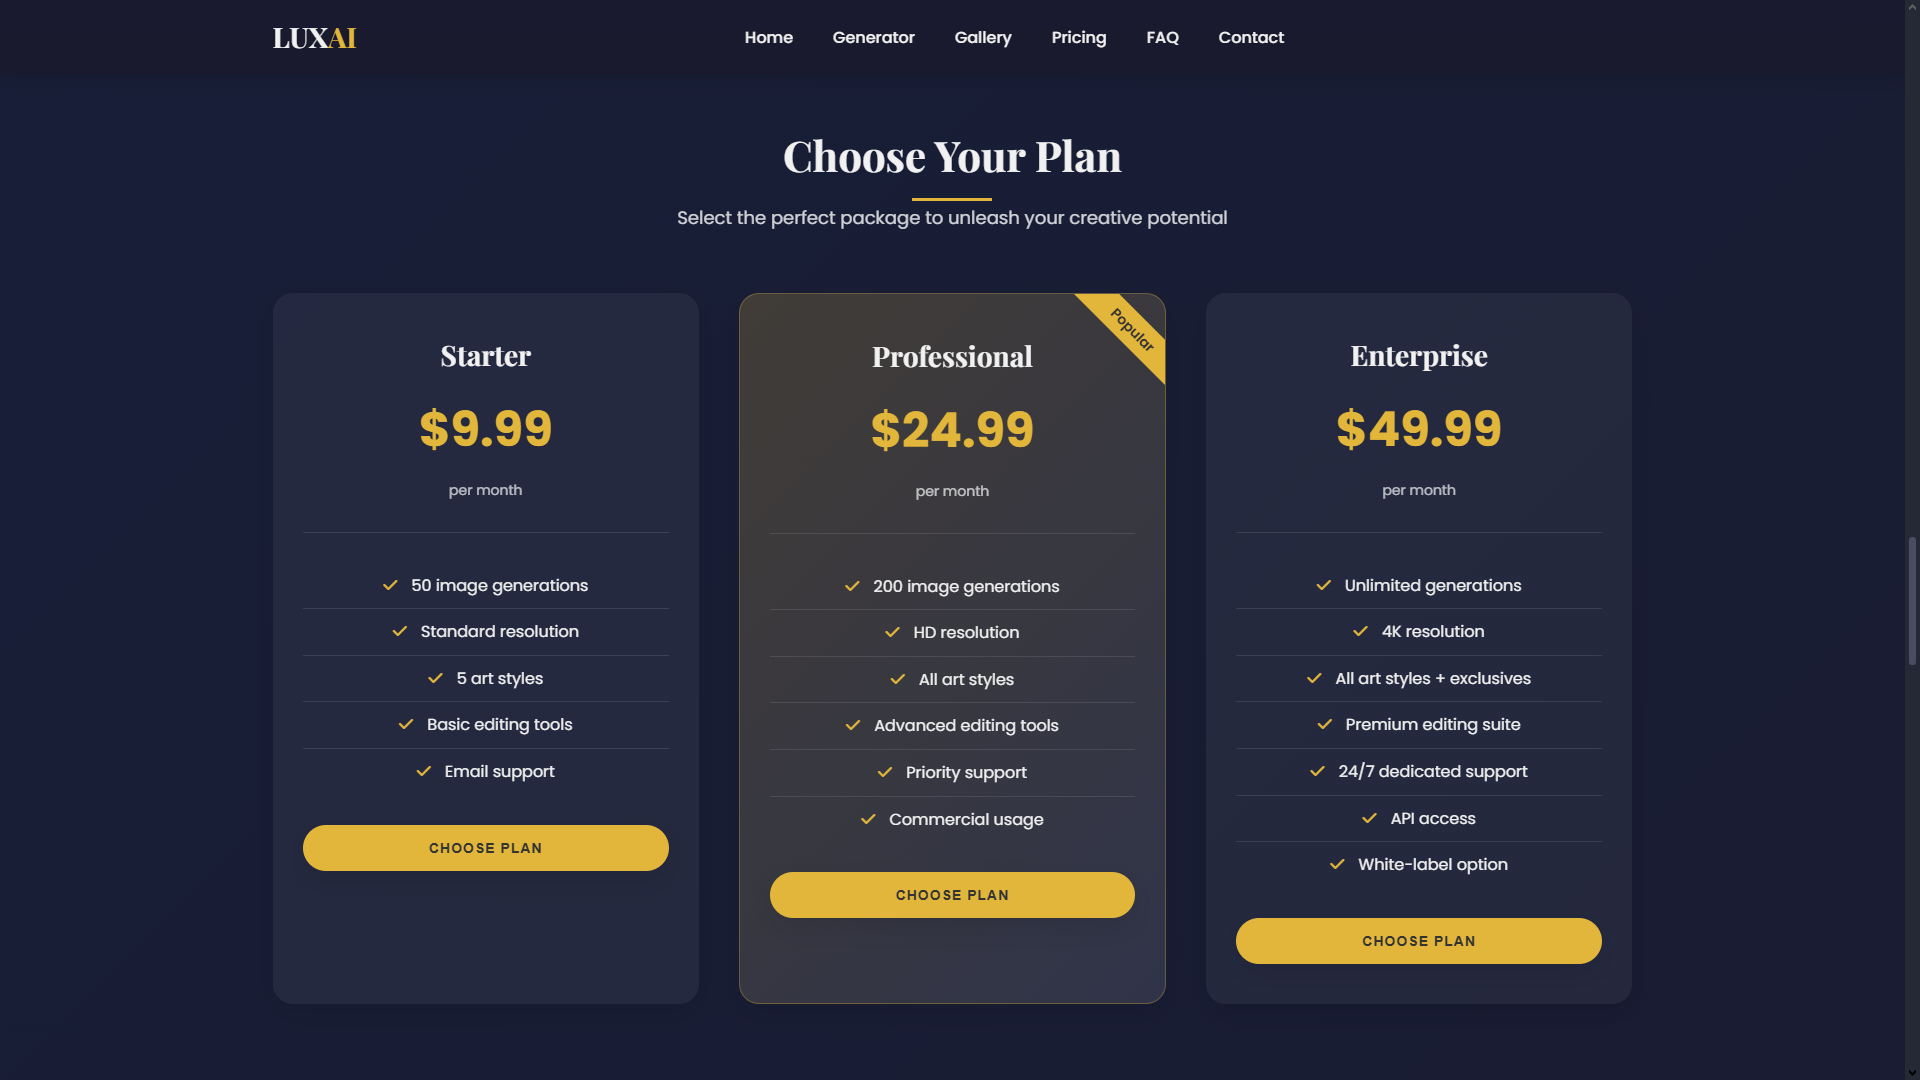 LUXAI
Home
Generator
Gallery
Pricing
FAQ
Contact
Choose Your Plan
Select the perfect package to unleash your creative potential
Starter
$9.99
per month
50 image generations
Standard resolution
5 art styles
Basic editing tools
Email support
CHOOSE PLAN
Popular
Professional
$24.99
per month
200 image generations
HD resolution
All art styles
Advanced editing tools
Priority support
Commercial usage
CHOOSE PLAN
Enterprise
$49.99
per month
Unlimited generations
4K resolution
All art styles + exclusives
Premium editing suite
24/7 dedicated support
API access
White-label option
CHOOSE PLAN